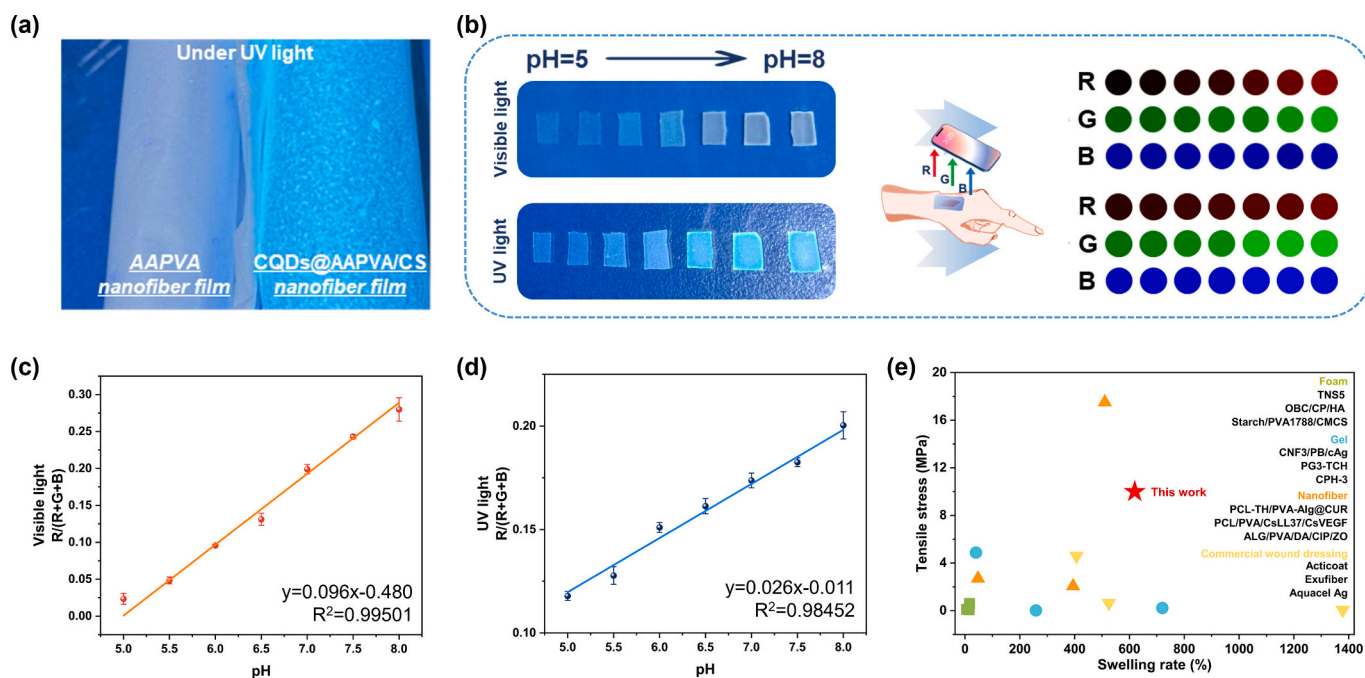 (a)
Under UV light
AAPVA
nanofiber film
CQDs@AAPVA/CS
nanofiber film
(b)
pH=5
pH=8
Visible light
UV light
R
G
B
R
G
B
R
G
B
(c)
Visible light
R/(R+G+B)
0.30
0.25
0.20
0.15
0.10
0.05
0.00
5.0 5.5 6.0 6.5 7.0 7.5 8.0
pH
y=0.096x-0.480
R²=0.99501
(d)
UV light
R/(R+G+B)
0.20
0.15
0.10
5.0 5.5 6.0 6.5 7.0 7.5 8.0
pH
y=0.026x-0.011
R²=0.98452
(e)
Tensile stress (MPa)
20
16
12
8
4
0
0 200 400 600 800 1000 1200 1400
Swelling rate (%)
This work
Foam
TNS5
OBC/CP/HA
Starch/PVA1788/CMCS
Gel
CNF3/PB/cAg
PG3-TCH
CPH-3
Nanofiber
PCL-TH/PVA-Alg@CUR
PCL/PVA/CsLL37/CsVEGF
ALG/PVA/DA/CIP/ZO
Commercial wound dressing
Acticoat
Exufiber
Aquacel Ag